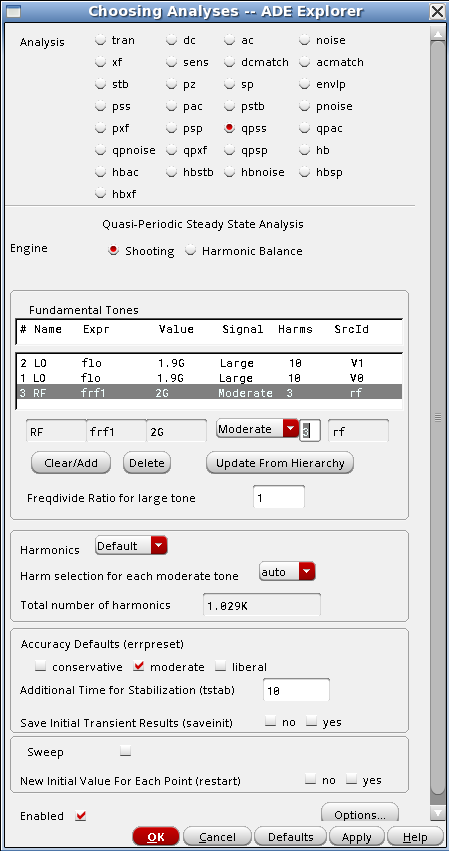 Choosing Analyses -- ADE Explorer
Analysis tran dc ac noise
xf sens dcmatch acmatch
stb pz sp envlp
pss pac pstb pnoise
pxf psp qpss qpac
qpnoise qpxf qpsp hb
hbac hbstb hbnoise hbsp
hbxf
Quasi-Periodic Steady State Analysis
Engine Shooting Harmonic Balance
Fundamental Tones
# Name Expr Value Signal Harms SrcId
2 LO flo 1.9G Large 10 V1
1 LO flo 1.9G Large 10 V0
3 RF frf1 2G Moderate 3 rf
RF frf1 2G Moderate 3 rf
Clear/Add Delete Update From Hierarchy
Freqdivide Ratio for large tone 1
Harmonics Default
Harm selection for each moderate tone auto
Total number of harmonics 1.029K
Accuracy Defaults (errpreset)
conservative moderate liberal
Additional Time for Stabilization (tstab) 10
Save Initial Transient Results (saveinit) no yes
Sweep
New Initial Value For Each Point (restart) no yes
Enabled Options...
OK Cancel Defaults Apply Help